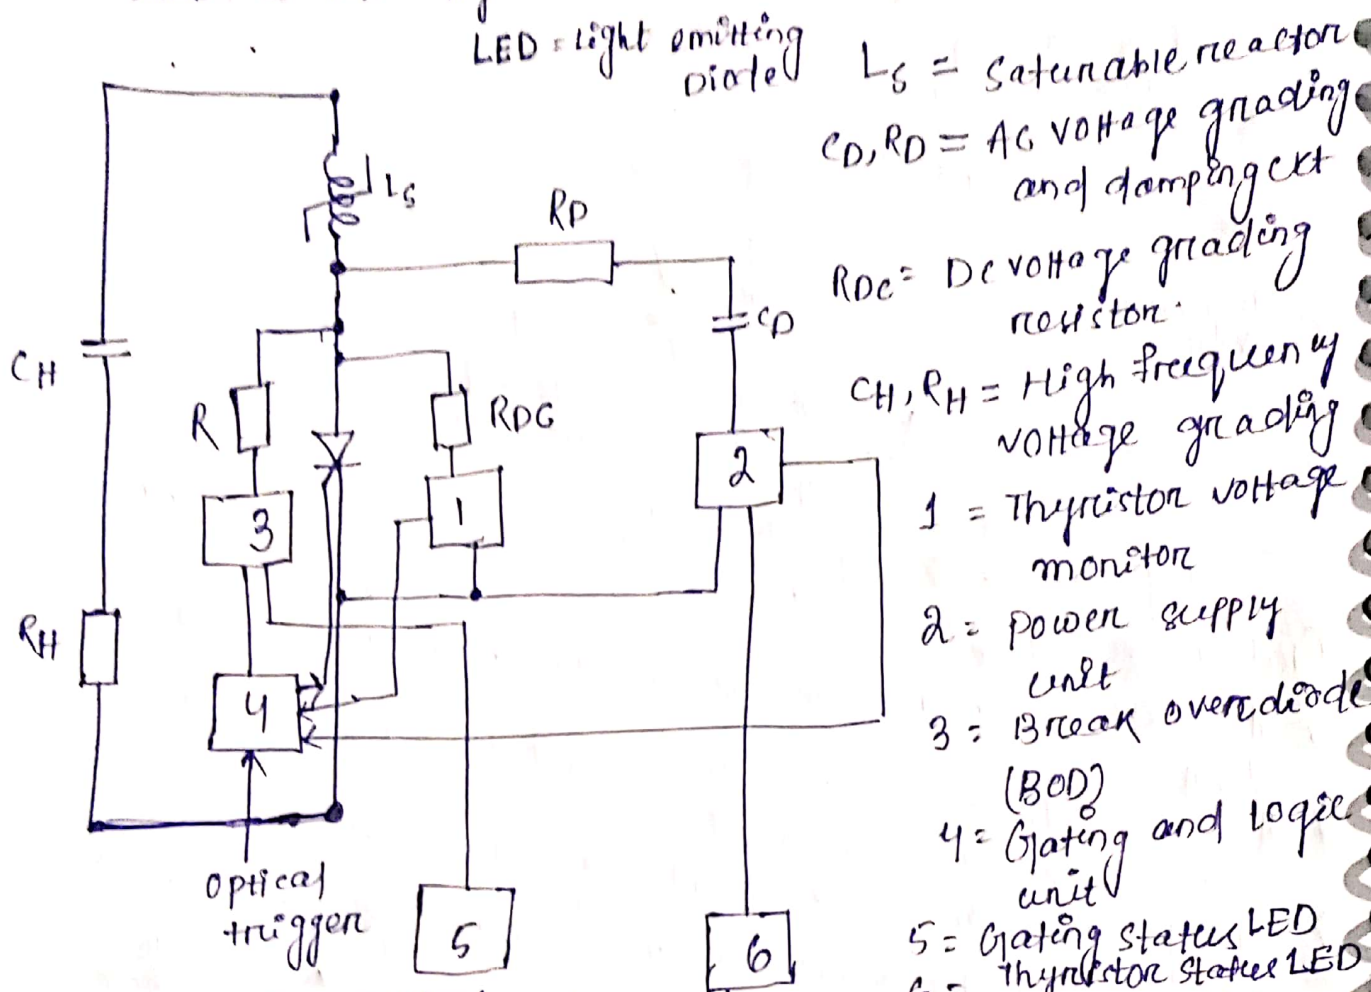 LED = Light emitting
Diode
LS = Saturable reactor
CD, RD = AC voltage grading
and damping ckt
RDC = DC voltage grading
resistor.
CH, RH = High frequency
voltage grading
1 = Thyristor voltage
monitor
2 = power supply
unit
3 = Break over diode
(BOD)
4 = Gating and Logic
unit
5 = Gating status LED
6 = Thyristor status LED
LS
RD
CD
CH
R
RDC
3
1
2
RH
4
optical
trigger
5
6